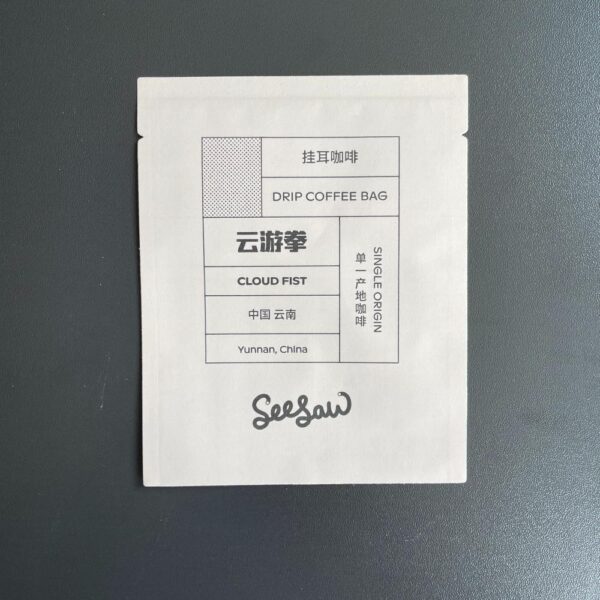 挂耳咖啡
DRIP COFFEE BAG
云游拳
CLOUD FIST
中国 云南
Yunnan, China
SINGLE ORIGIN
单一产地咖啡
Seesaw